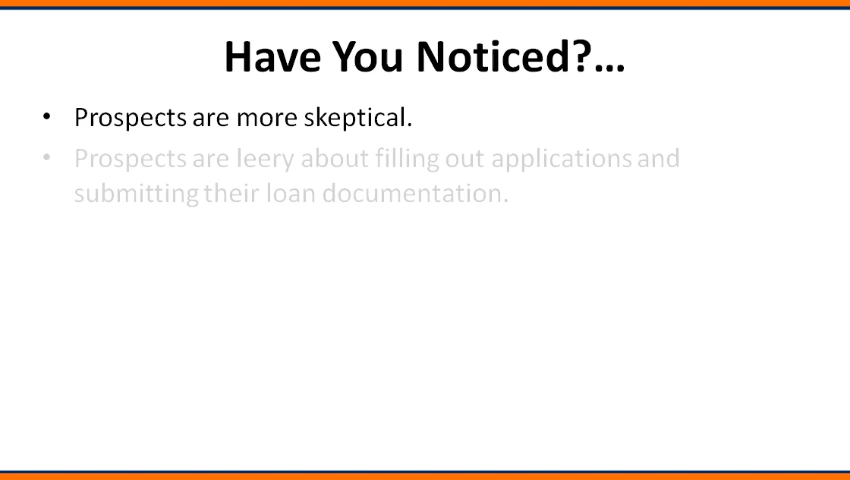 Have You Noticed?...
• Prospects are more skeptical.
• Prospects are leery about filling out applications and
submitting their loan documentation.